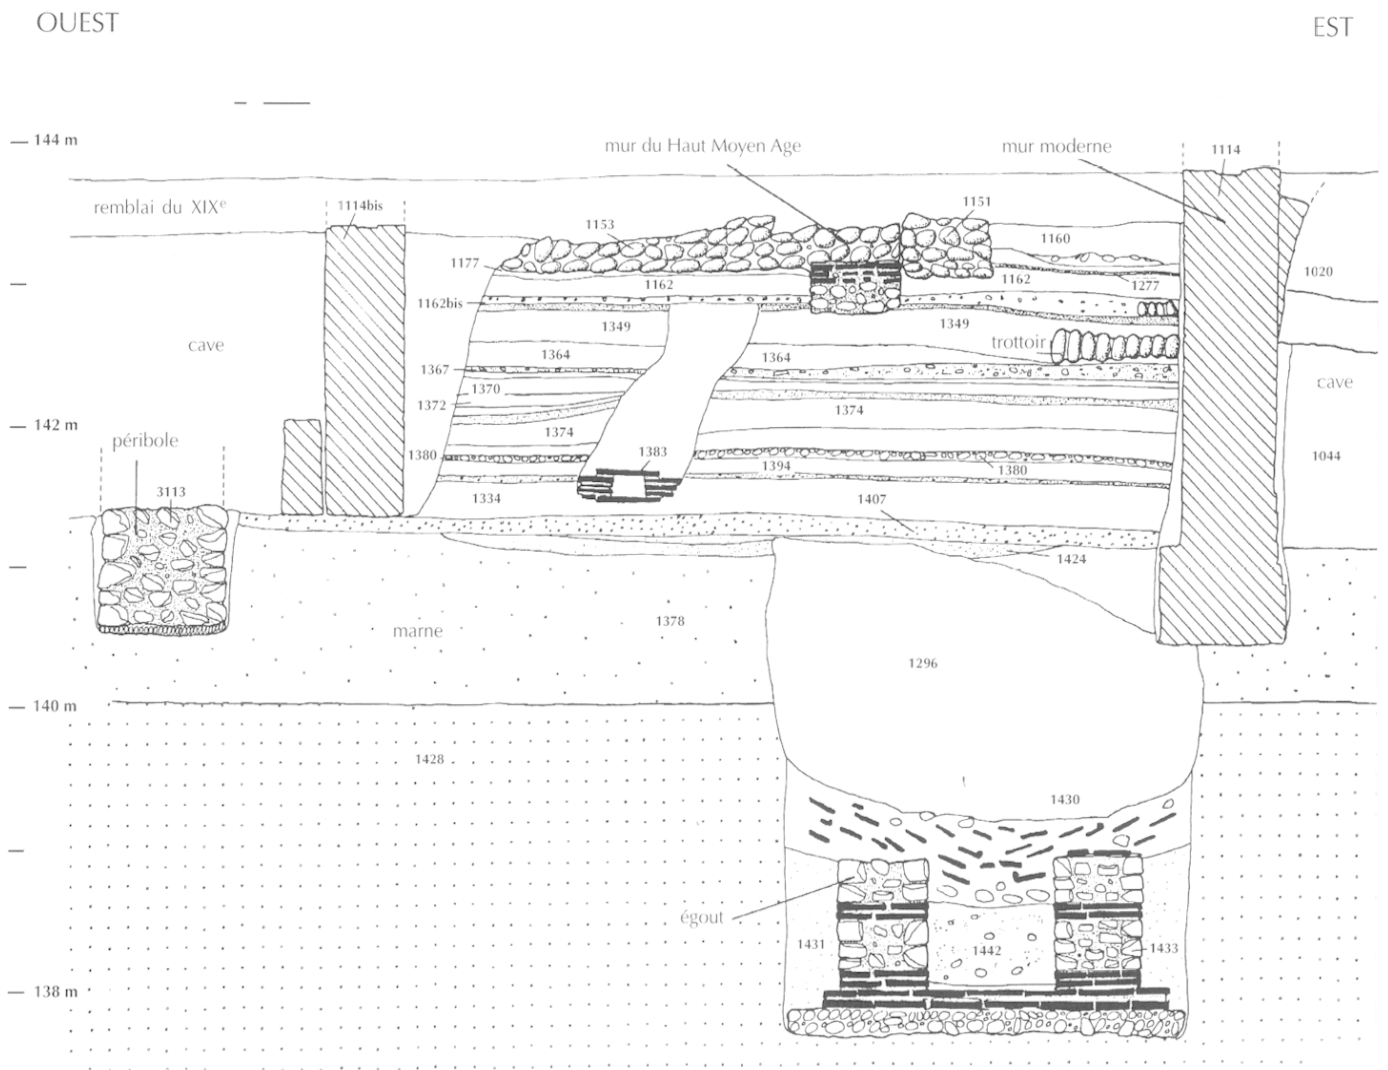 OUEST
EST
144 m
mur du Haut Moyen Age
mur moderne
1114
remblai du XIXe
1114bis
1153
1151
1160
1177
1162
1162
1277
1020
1162bis
1349
1349
cave
trottoir
1364
1364
1367
cave
1370
1372
1374
142 m
1374
péribole
1380
1383
1394
1380
1044
3113
1334
1407
1424
marne
1378
1296
140 m
1428
1430
égout
1431
1442
1433
138 m